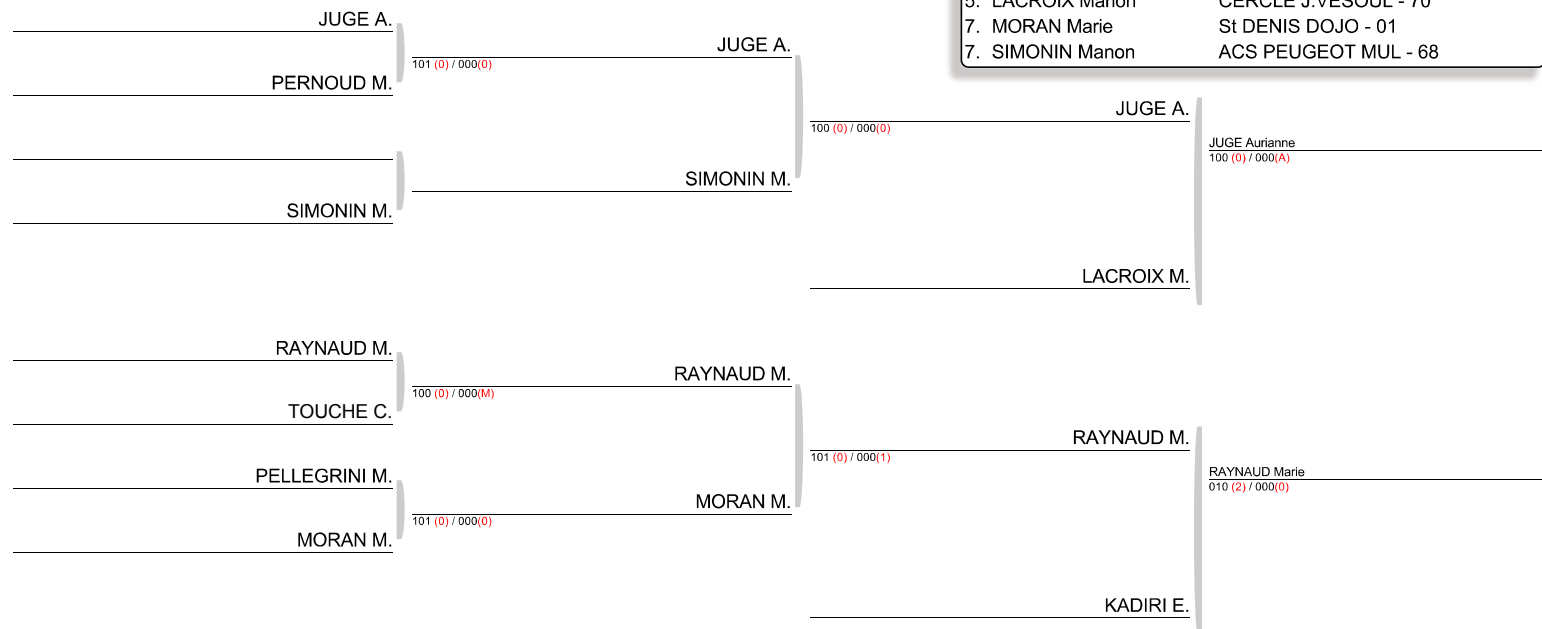 5. LACROIX Marion CERCLE J.VESOUL - 70
7. MORAN Marie St DENIS DOJO - 01
7. SIMONIN Manon ACS PEUGEOT MUL - 68
JUGE A.
PERNOUD M.
SIMONIN M.
RAYNAUD M.
TOUCHE C.
PELLEGRINI M.
MORAN M.
JUGE A.
101 (0) / 000(0)
SIMONIN M.
RAYNAUD M.
100 (0) / 000(M)
MORAN M.
101 (0) / 000(0)
JUGE A.
100 (0) / 000(0)
LACROIX M.
RAYNAUD M.
101 (0) / 000(1)
KADIRI E.
JUGE Aurianne
100 (0) / 000(A)
RAYNAUD Marie
010 (2) / 000(0)